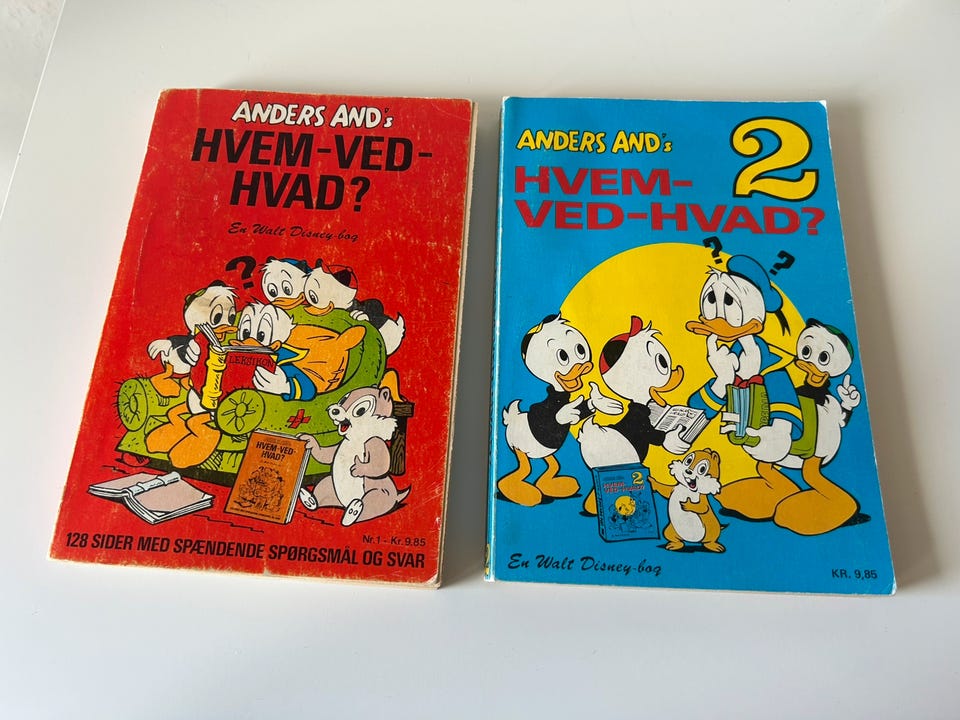 ANDERS AND's
HVEM-VED-
HVAD?
En Walt Disney-bog
?
LEKSIKON
HVEM-VED-
HVAD?
Nr. 1 - Kr. 9.85
128 SIDER MED SPÆNDENDE SPØRGSMÅL OG SVAR
ANDERS AND's
2
HVEM-
VED-HVAD?
? ?
2
HVEM-
VED-HVAD?
En Walt Disney-bog
KR. 9,85